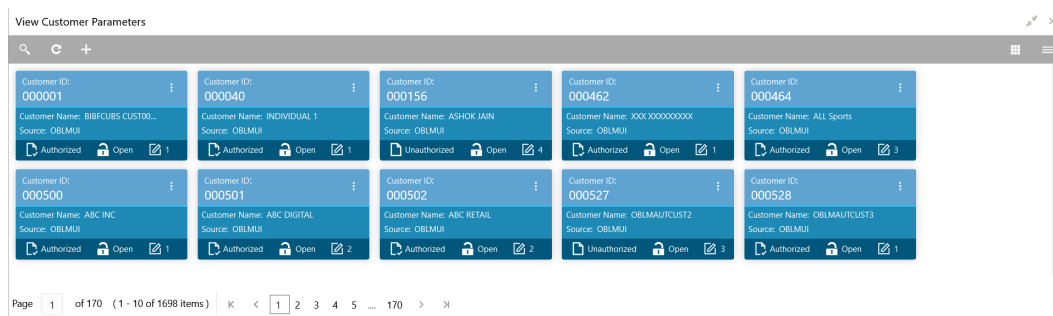 View Customer Parameters
Customer ID:
000001
Customer Name: BIBFCUBS CUST00...
Source: OBLMUI
Authorized Open 1
Customer ID:
000040
Customer Name: INDIVIDUAL 1
Source: OBLMUI
Authorized Open 1
Customer ID:
000156
Customer Name: ASHOK JAIN
Source: OBLMUI
Unauthorized Open 4
Customer ID:
000462
Customer Name: XXX XXXXXXXXX
Source: OBLMUI
Authorized Open 1
Customer ID:
000464
Customer Name: ALL Sports
Source: OBLMUI
Authorized Open 3
Customer ID:
000500
Customer Name: ABC INC
Source: OBLMUI
Authorized Open 1
Customer ID:
000501
Customer Name: ABC DIGITAL
Source: OBLMUI
Authorized Open 2
Customer ID:
000502
Customer Name: ABC RETAIL
Source: OBLMUI
Authorized Open 2
Customer ID:
000527
Customer Name: OBLMAUTCUST2
Source: OBLMUI
Unauthorized Open 3
Customer ID:
000528
Customer Name: OBLMAUTCUST3
Source: OBLMUI
Authorized Open 1
Page 1 of 170 ( 1 - 10 of 1698 items ) 1 2 3 4 5 .... 170